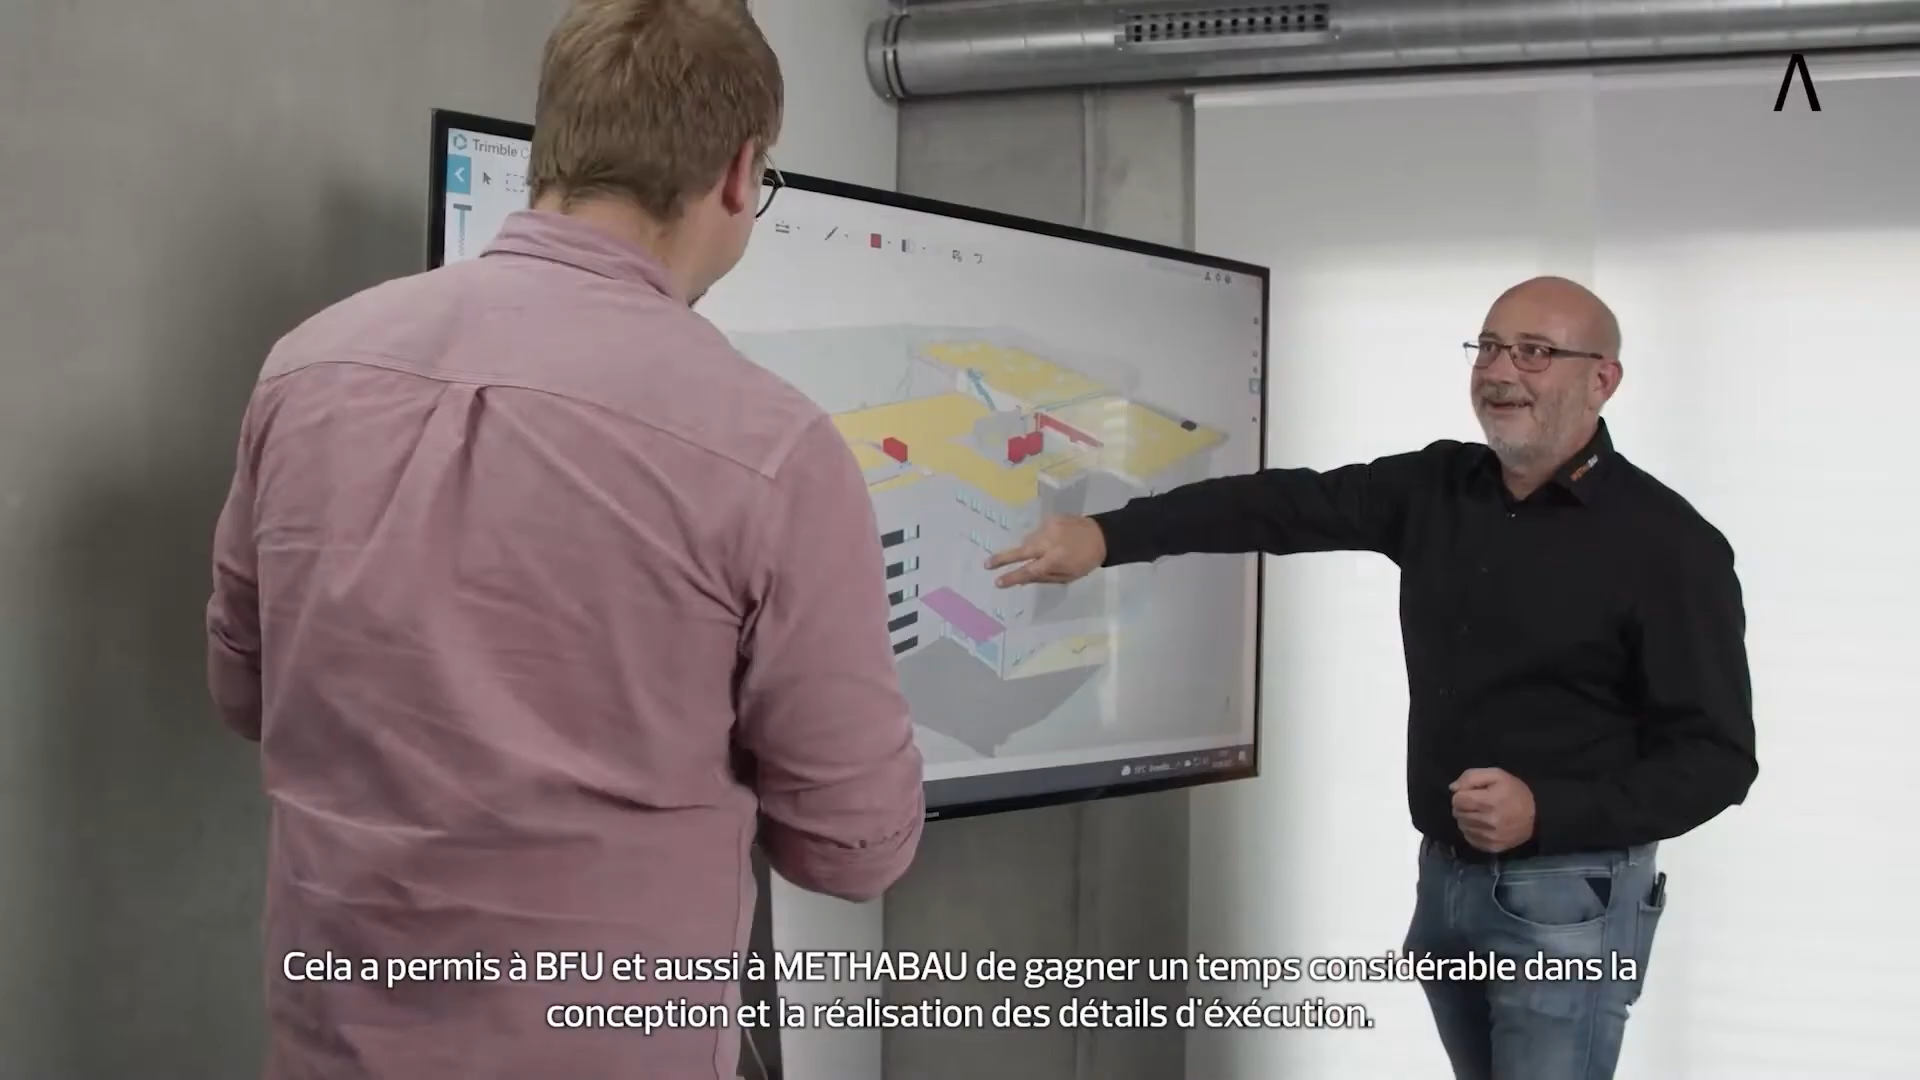 Trimble
METHABAU
Cela a permis à BFU et aussi à METHABAU de gagner un temps considérable dans la
conception et la réalisation des détails d'éxécution.